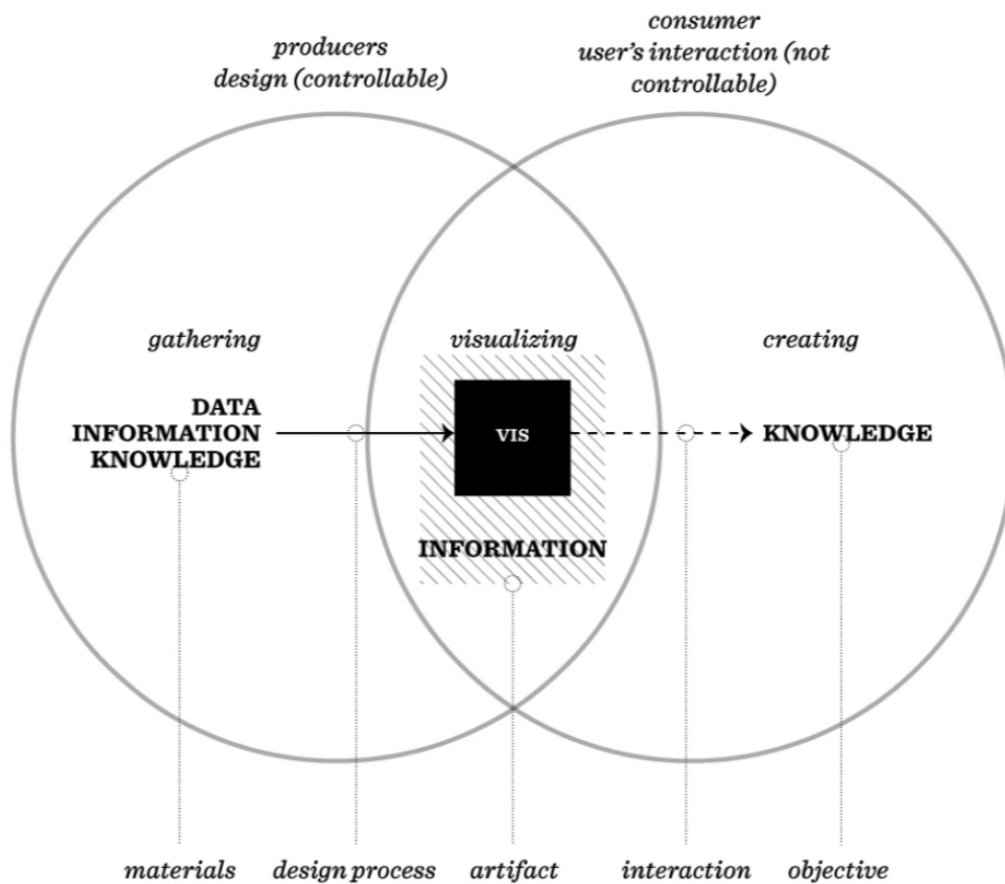 producers
design (controllable)
consumer
user's interaction (not
controllable)
gathering
visualizing
creating
DATA
INFORMATION
KNOWLEDGE
VIS
KNOWLEDGE
INFORMATION
materials
design process
artifact
interaction
objective